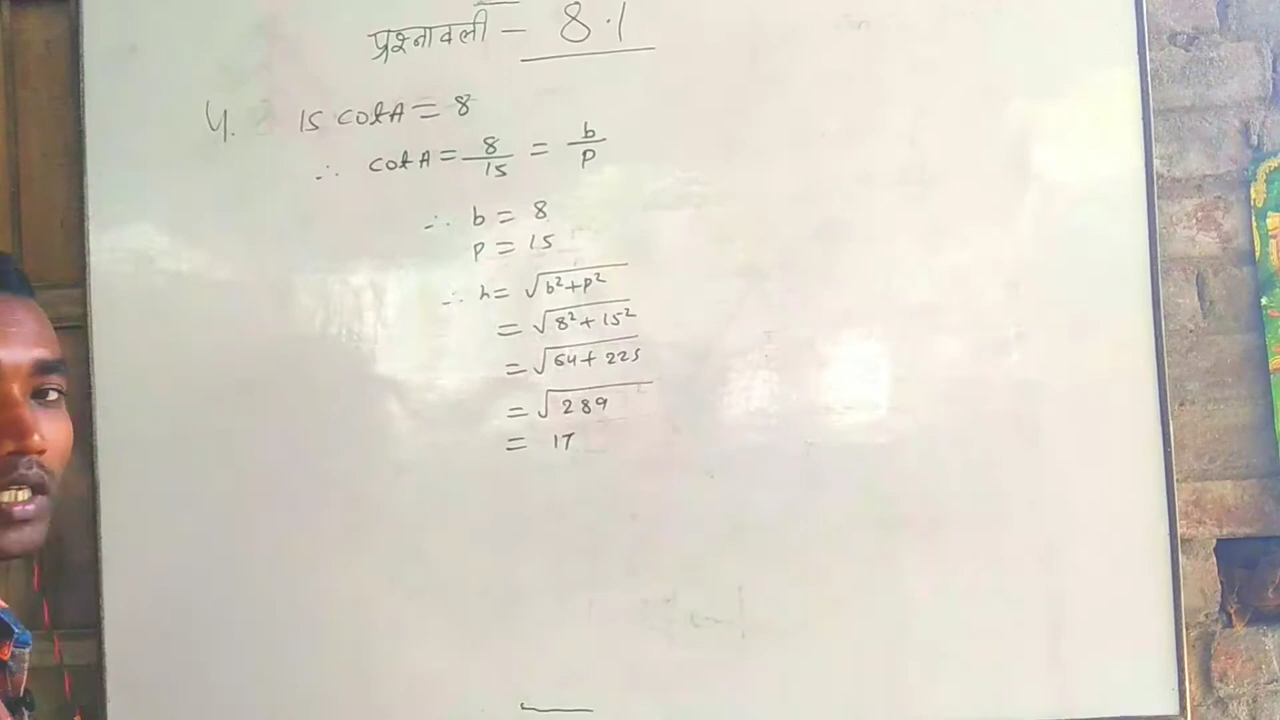 प्रश्नावली - 8.1
4. 15 cotA = 8
∴ cotA = 8/15 = b/p
∴ b = 8
p = 15
∴ h = √b²+p²
= √8²+15²
= √64+225
= √289
= 17